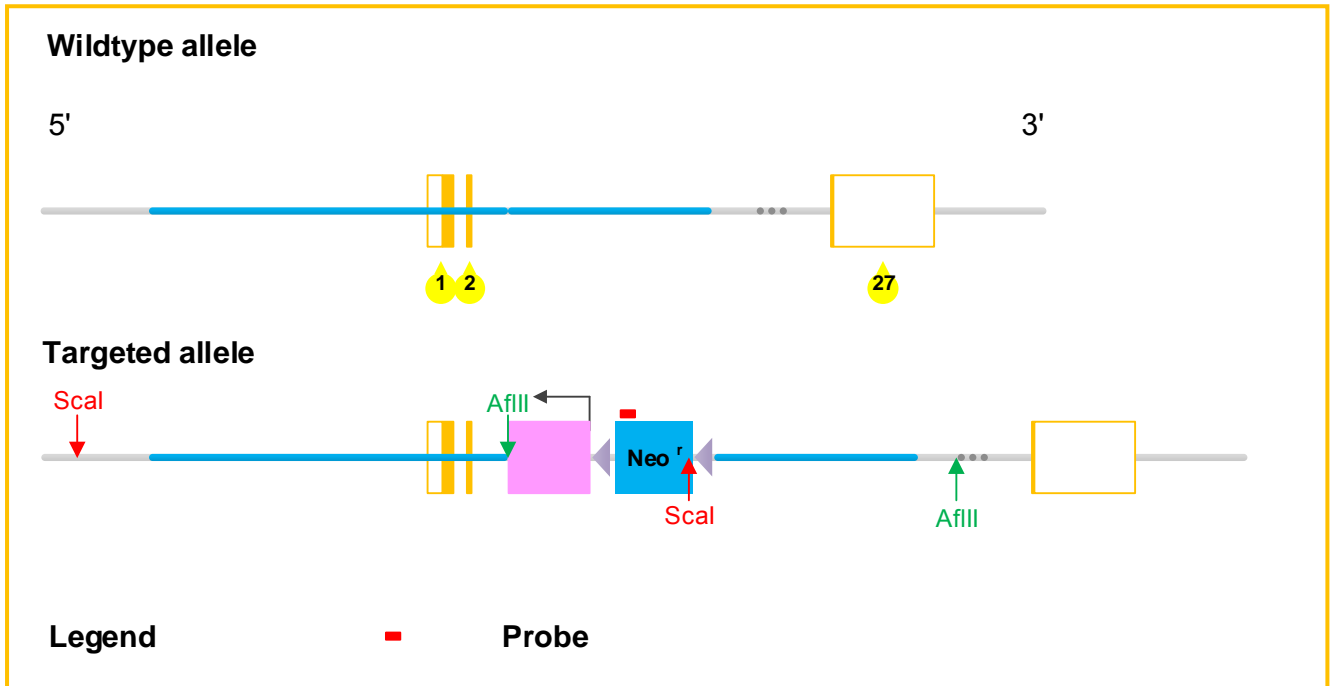 Wildtype allele
5'
3'
1
2
27
Targeted allele
ScaI
AflII
Neo r
ScaI
AflII
Legend
Probe